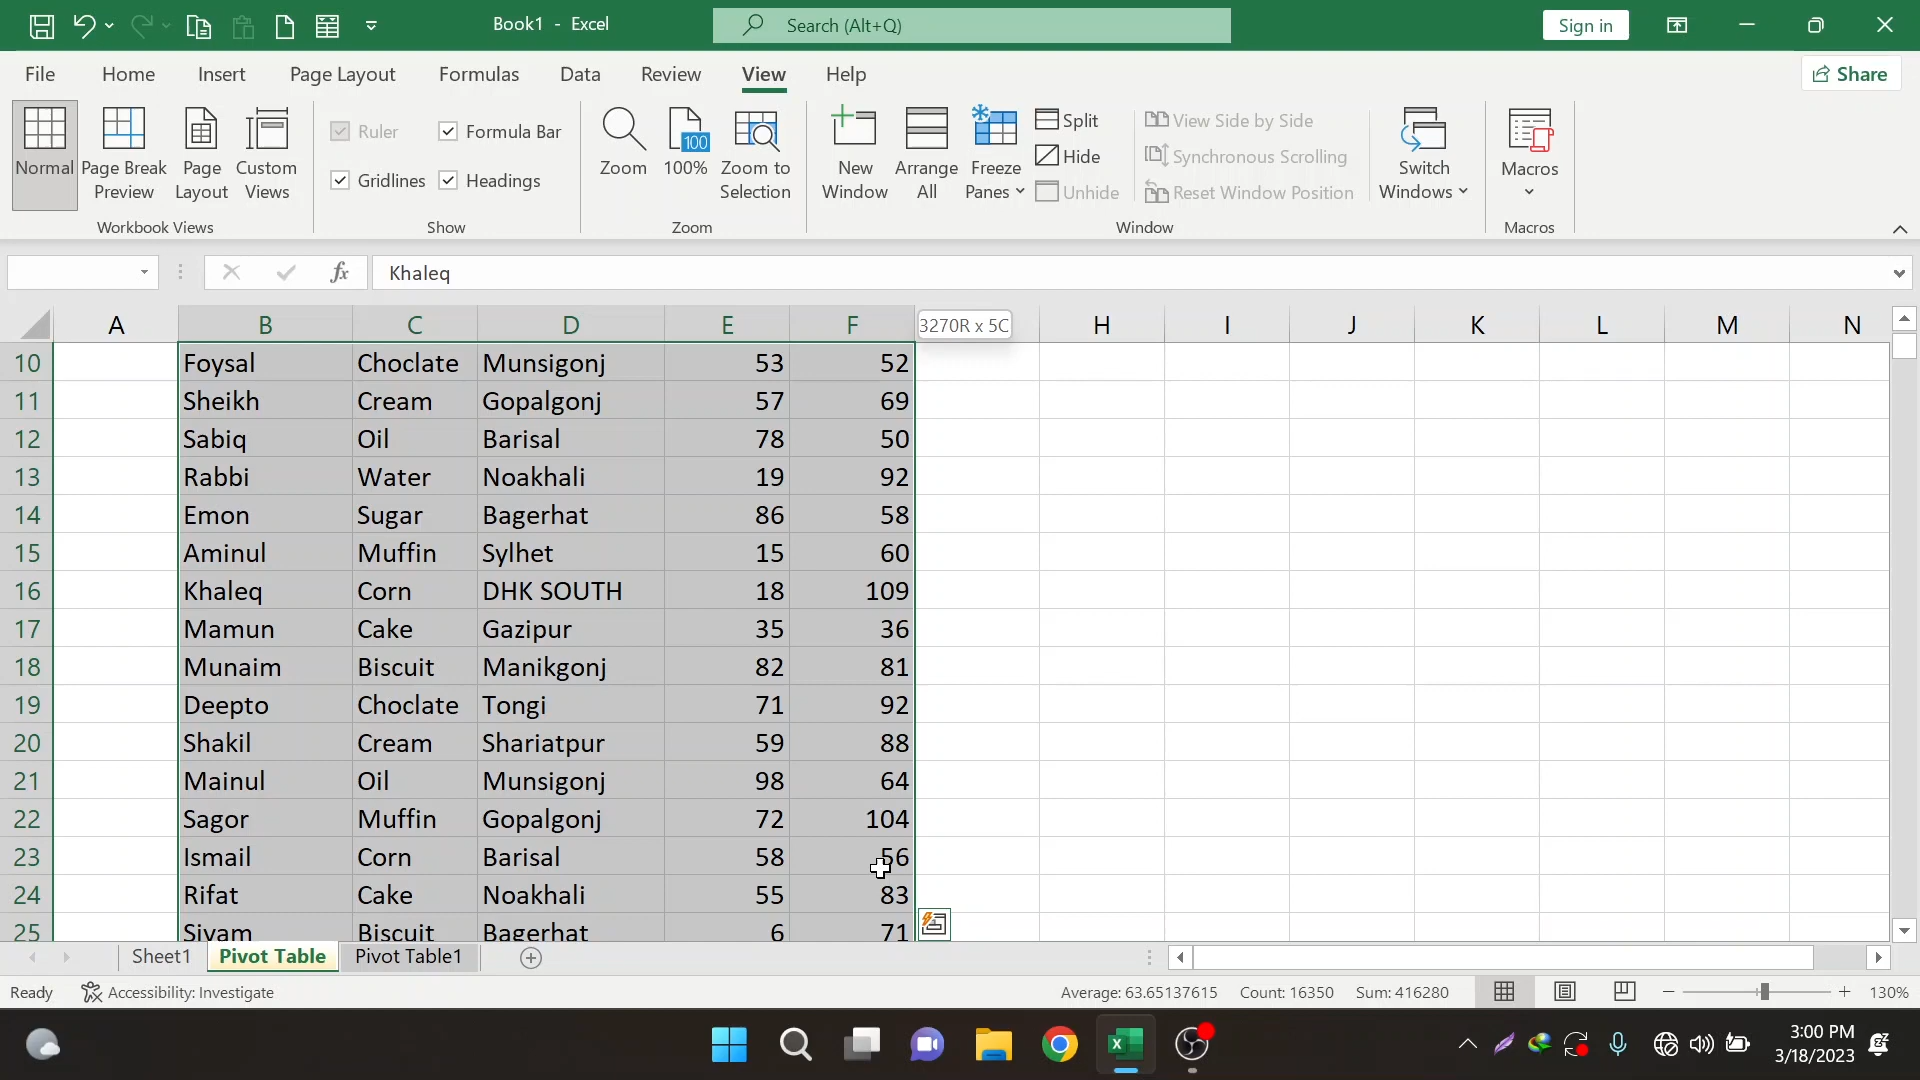 Book1 - Excel
Search (Alt+Q)
Sign in
File Home Insert Page Layout Formulas Data Review View Help
Share
Normal
Page Break Preview
Page Layout
Custom Views
Workbook Views
Ruler
Formula Bar
Gridlines
Headings
Show
Zoom
100
100%
Zoom to Selection
Zoom
New Window
Arrange All
Freeze Panes
Split
Hide
Unhide
View Side by Side
Synchronous Scrolling
Reset Window Position
Window
Switch Windows
Macros
Macros
fx Khaleq
A B C D E F 3270R x 5C H I J K L M N
10 Foysal Choclate Munsigonj 53 52
11 Sheikh Cream Gopalgonj 57 69
12 Sabiq Oil Barisal 78 50
13 Rabbi Water Noakhali 19 92
14 Emon Sugar Bagerhat 86 58
15 Aminul Muffin Sylhet 15 60
16 Khaleq Corn DHK SOUTH 18 109
17 Mamun Cake Gazipur 35 36
18 Munaim Biscuit Manikgonj 82 81
19 Deepto Choclate Tongi 71 92
20 Shakil Cream Shariatpur 59 88
21 Mainul Oil Munsigonj 98 64
22 Sagor Muffin Gopalgonj 72 104
23 Ismail Corn Barisal 58 56
24 Rifat Cake Noakhali 55 83
25 Siyam Biscuit Bagerhat 6 71
Sheet1 Pivot Table Pivot Table1
Ready Accessibility: Investigate Average: 63.65137615 Count: 16350 Sum: 416280 130%
3:00 PM
3/18/2023